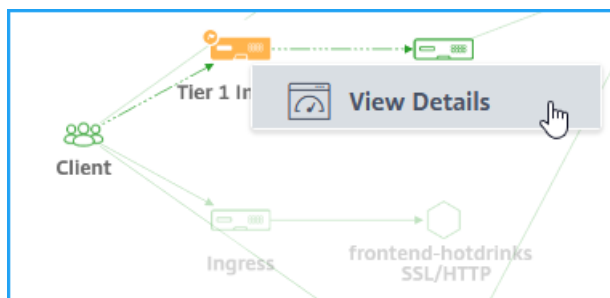 Tier 1 In
View Details
Client
Ingress
frontend-hotdrinks
SSL/HTTP